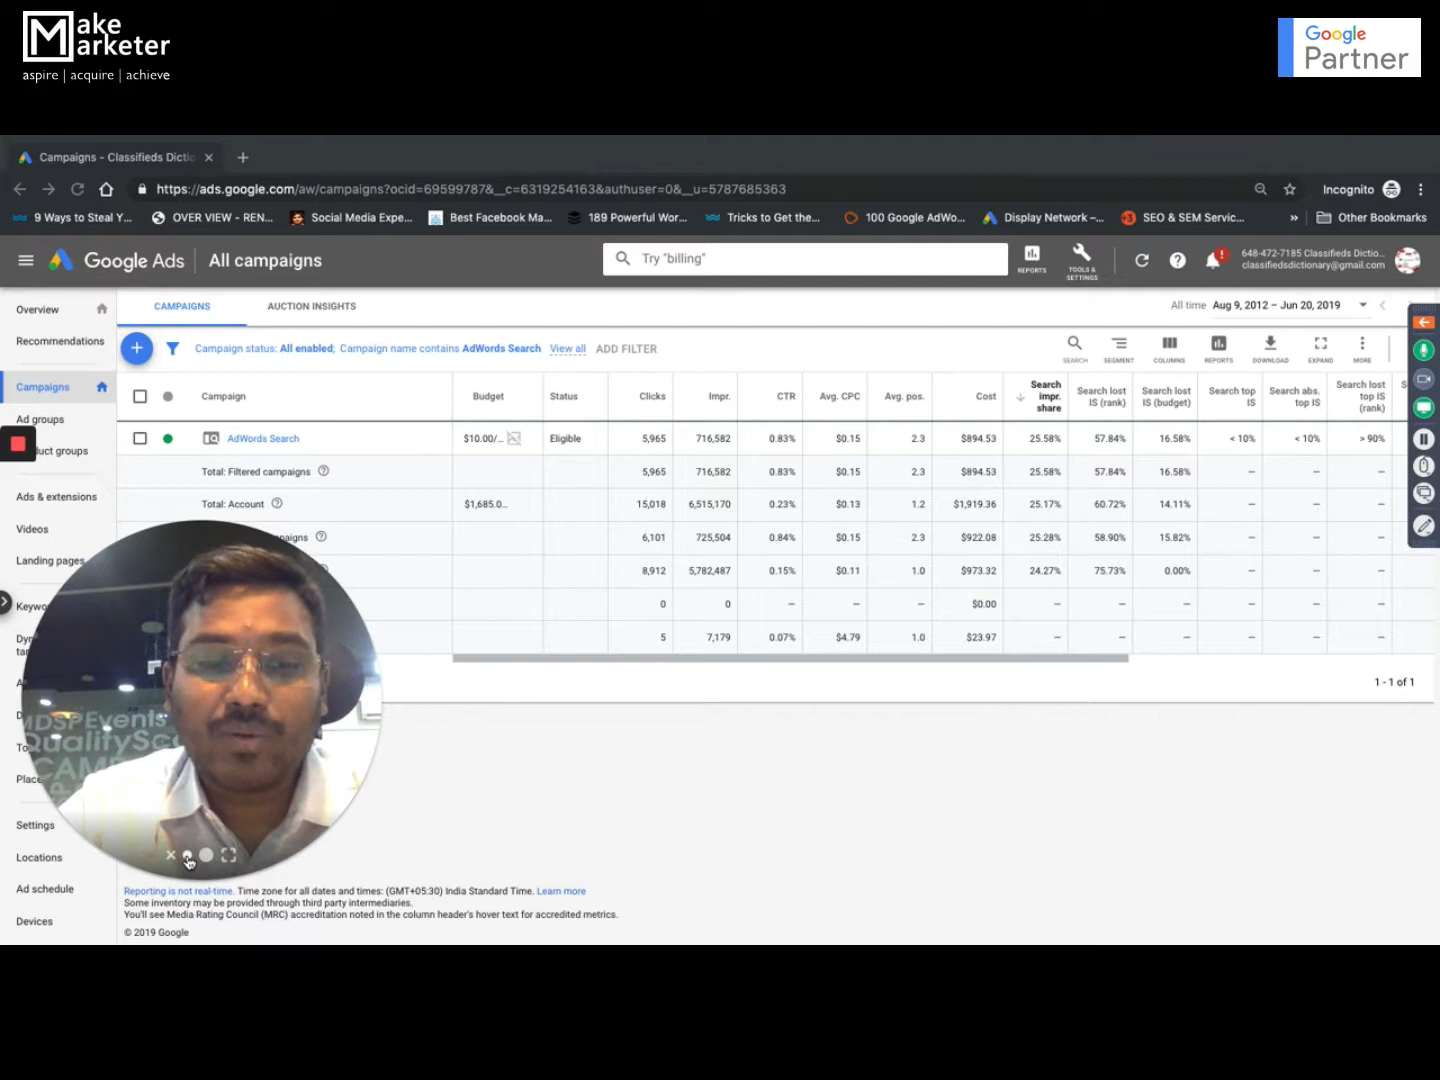 Make
Marketer
aspire | acquire | achieve
Google
Partner
Campaigns - Classifieds Dictio
https://ads.google.com/aw/campaigns?ocid=69599787&__c=6319254163&authuser=0&__u=5787685363
Incognito
9 Ways to Steal Y...
OVER VIEW - REN...
Social Media Expe...
Best Facebook Ma...
189 Powerful Wor...
Tricks to Get the...
100 Google AdWo...
Display Network –...
SEO & SEM Servic...
»
Other Bookmarks
Google Ads
All campaigns
Try "billing"
REPORTS
TOOLS &
SETTINGS
648-472-7185 Classifieds Dictio...
classifiedsdictionary@gmail.com
Overview
Recommendations
Campaigns
Ad groups
duct groups
Ads & extensions
Videos
Landing pages
Keywo
Dy
Place
Settings
Locations
Ad schedule
Devices
CAMPAIGNS
AUCTION INSIGHTS
All time Aug 9, 2012 – Jun 20, 2019
Campaign status: All enabled; Campaign name contains AdWords Search View all ADD FILTER
SEARCH SEGMENT COLUMNS REPORTS DOWNLOAD EXPAND MORE
Campaign Budget Status Clicks Impr. CTR Avg. CPC Avg. pos. Cost Search impr. share Search lost IS (rank) Search lost IS (budget) Search top IS Search abs. top IS Search lost top IS (rank) S
AdWords Search $10.00/... Eligible 5,965 716,582 0.83% $0.15 2.3 $894.53 25.58% 57.84% 16.58% < 10% < 10% > 90%
Total: Filtered campaigns 5,965 716,582 0.83% $0.15 2.3 $894.53 25.58% 57.84% 16.58% – – –
Total: Account $1,685.0... 15,018 6,515,170 0.23% $0.13 1.2 $1,919.36 25.17% 60.72% 14.11% – – –
paigns 6,101 725,504 0.84% $0.15 2.3 $922.08 25.28% 58.90% 15.82% – – –
8,912 5,782,487 0.15% $0.11 1.0 $973.32 24.27% 75.73% 0.00% – – –
0 0 – – – $0.00 – – – – – –
5 7,179 0.07% $4.79 1.0 $23.97 – – – – – –
1 - 1 of 1
DSPEvents
QualitySc
CAM
Reporting is not real-time. Time zone for all dates and times: (GMT+05:30) India Standard Time. Learn more
Some inventory may be provided through third party intermediaries.
You'll see Media Rating Council (MRC) accreditation noted in the column header's hover text for accredited metrics.
© 2019 Google